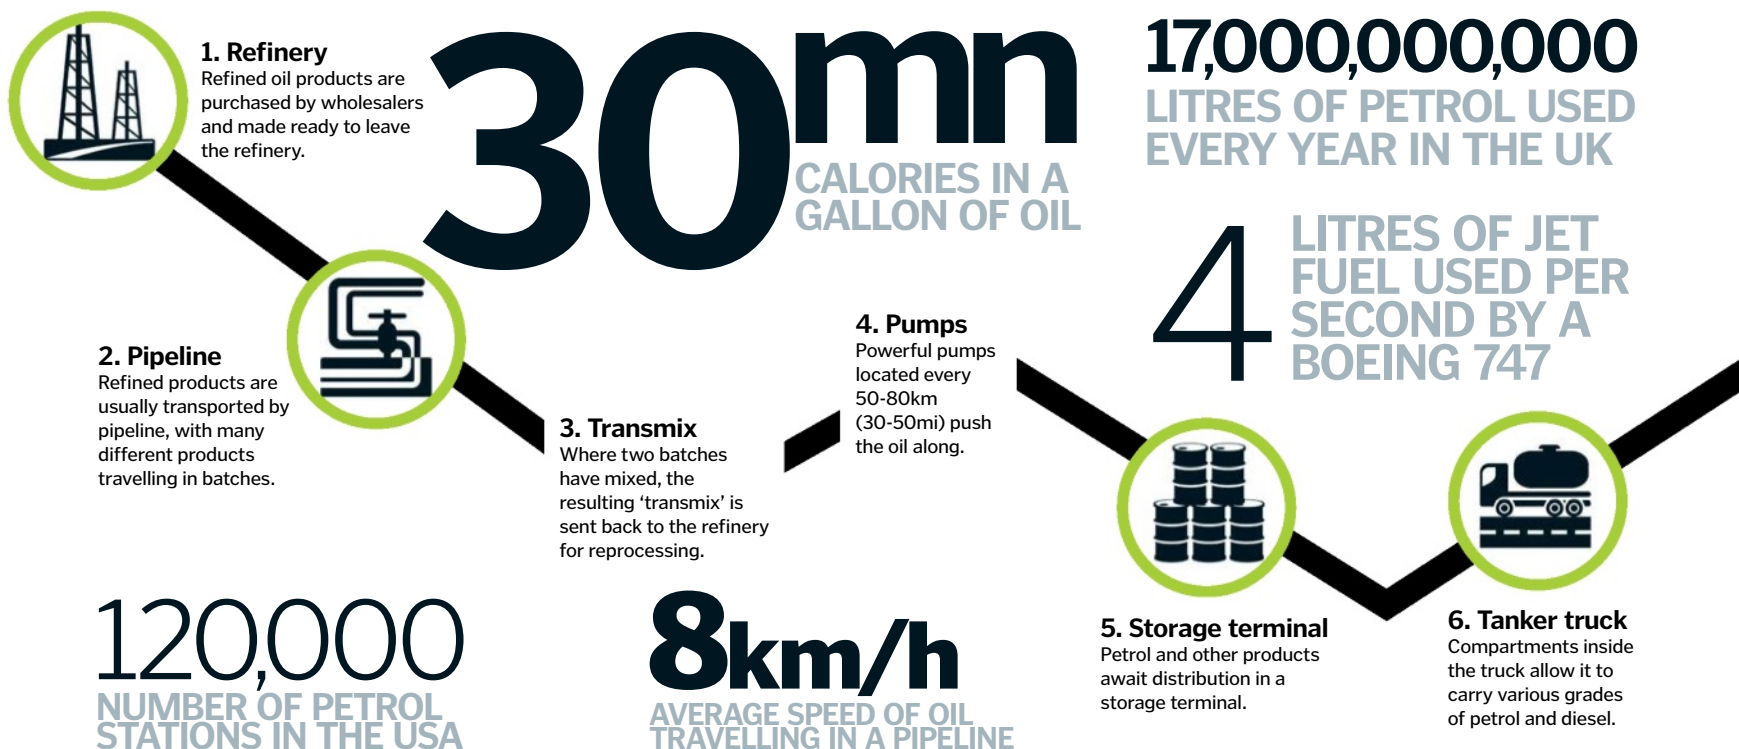 1. Refinery
Refined oil products are
purchased by wholesalers
and made ready to leave
the refinery.
30mn
CALORIES IN A
GALLON OF OIL
17,000,000,000
LITRES OF PETROL USED
EVERY YEAR IN THE UK
4
LITRES OF JET
FUEL USED PER
SECOND BY A
BOEING 747
2. Pipeline
Refined products are
usually transported by
pipeline, with many
different products
travelling in batches.
3. Transmix
Where two batches
have mixed, the
resulting ‘transmix’ is
sent back to the refinery
for reprocessing.
4. Pumps
Powerful pumps
located every
50-80km
(30-50mi) push
the oil along.
5. Storage terminal
Petrol and other products
await distribution in a
storage terminal.
6. Tanker truck
Compartments inside
the truck allow it to
carry various grades
of petrol and diesel.
120,000
NUMBER OF PETROL
STATIONS IN THE USA
8km/h
AVERAGE SPEED OF OIL
TRAVELLING IN A PIPELINE